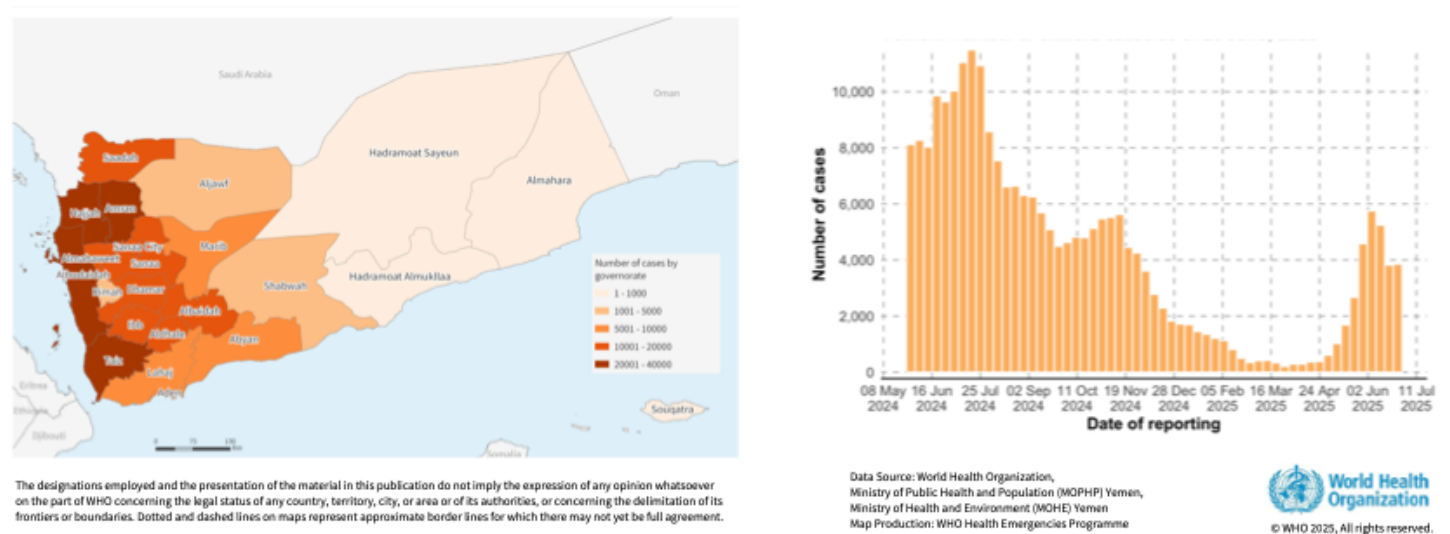 Saudi Arabia
Oman
Saadah
Hadramoat Sayeun
Aljawf
Almahara
Hajjah
Amran
Sanaa City
Marib
Almahaweet
Sanaa
Alhudaidah
Hadramoat Almukllaa
Rimah
Dhamar
Shabwah
Albaidah
Ibb
Aldhale
Abyan
Taiz
Lahaj
Aden
Eritrea
Ethiopia
Djibouti
Souqatra
Somalia
Number of cases by
governorate
1 - 1000
1001 - 5000
5001 - 10000
10001 - 20000
20001 - 40000
0 75 150
Km
The designations employed and the presentation of the material in this publication do not imply the expression of any opinion whatsoever
on the part of WHO concerning the legal status of any country, territory, city, or area or of its authorities, or concerning the delimitation of its
frontiers or boundaries. Dotted and dashed lines on maps represent approximate border lines for which there may not yet be full agreement.
Number of cases
10,000
8,000
6,000
4,000
2,000
0
08 May 16 Jun 25 Jul 02 Sep 11 Oct 19 Nov 28 Dec 05 Feb 16 Mar 24 Apr 02 Jun 11 Jul
2024 2024 2024 2024 2024 2024 2024 2025 2025 2025 2025 2025
Date of reporting
Data Source: World Health Organization,
Ministry of Public Health and Population (MOPHP) Yemen,
Ministry of Health and Environment (MOHE) Yemen
Map Production: WHO Health Emergencies Programme
World Health
Organization
© WHO 2025, All rights reserved.